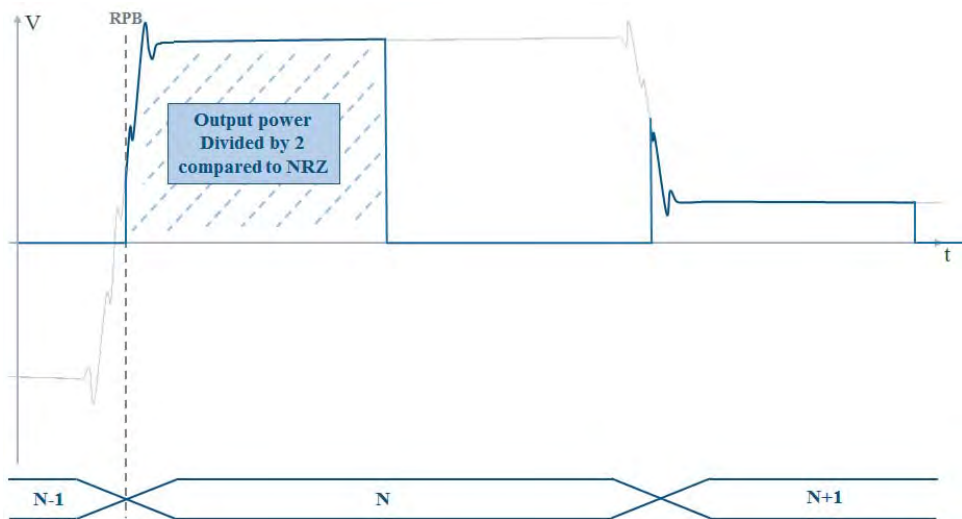 V
RPB
Output power
Divided by 2
compared to NRZ
t
N-1
N
N+1